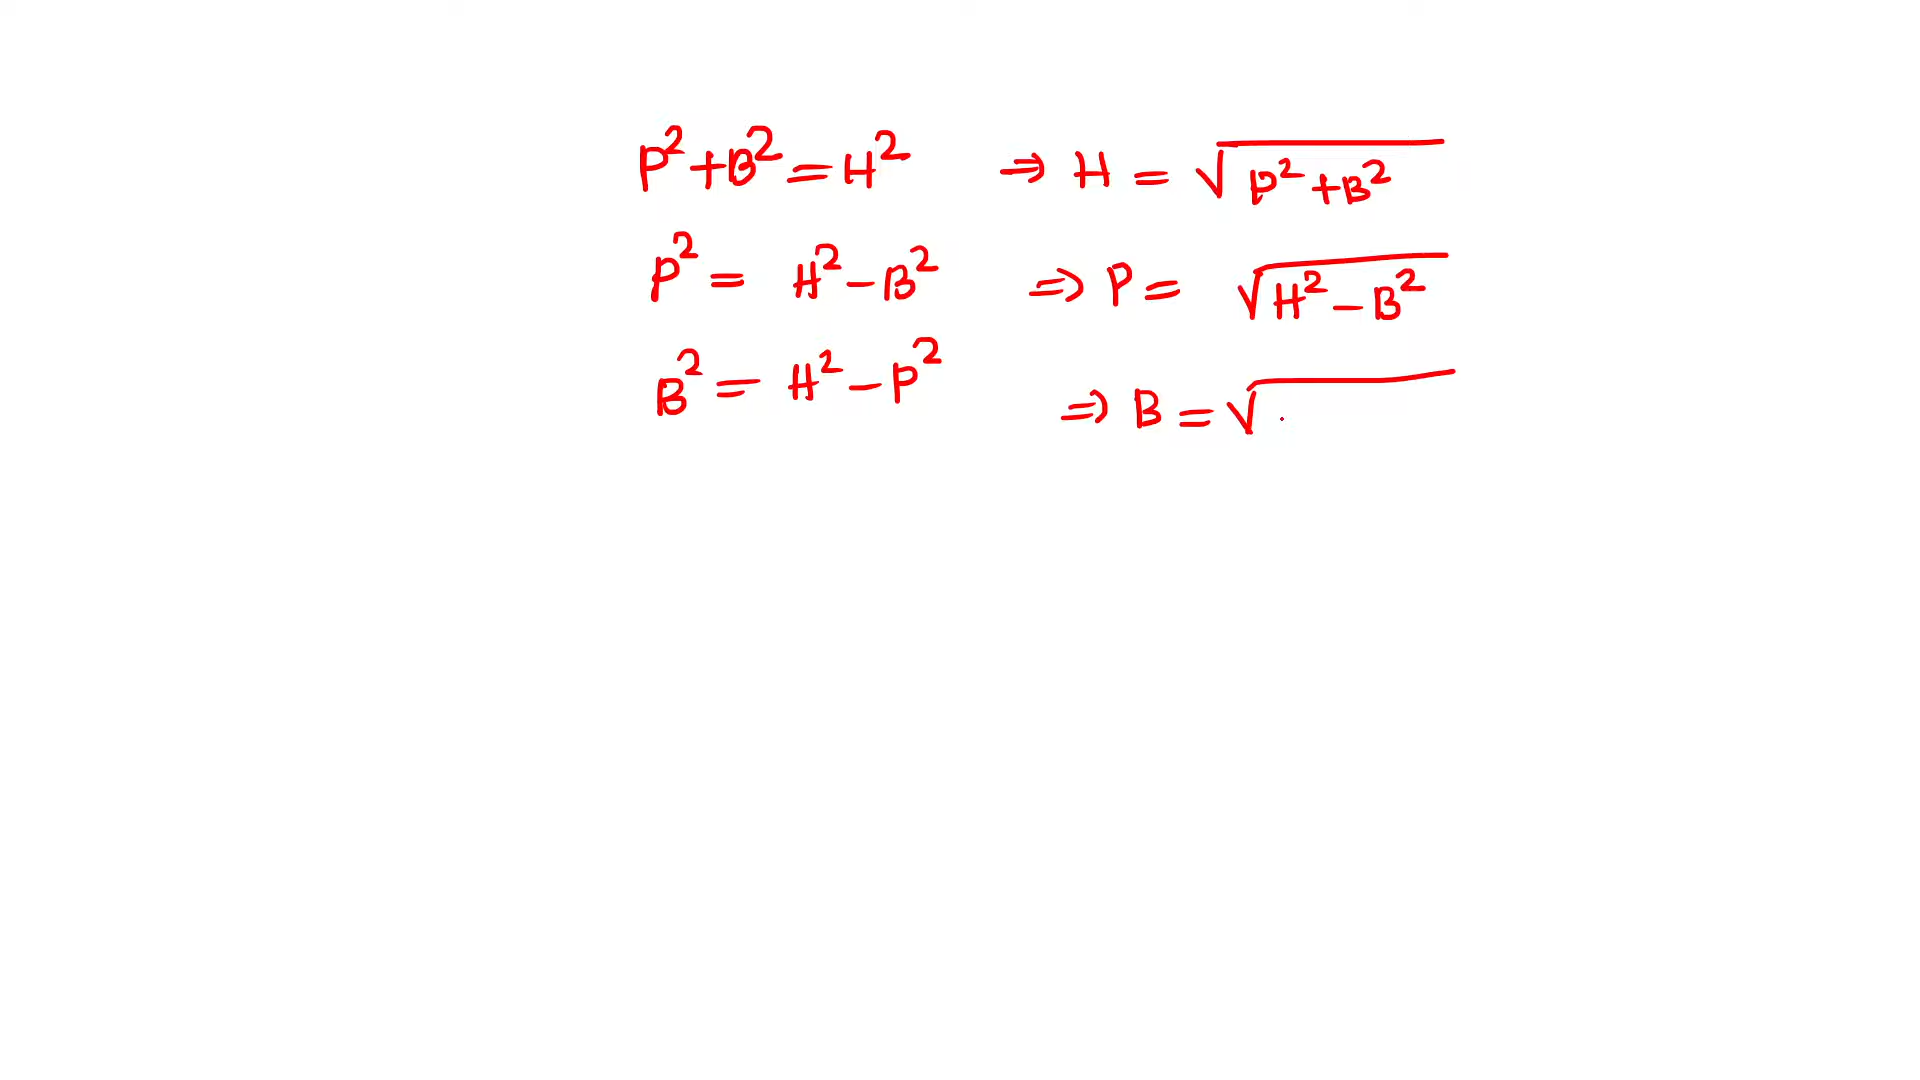 P² + B² = H² ⇒ H = √(P² + B²)
P² = H² − B² ⇒ P = √(H² − B²)
B² = H² − P² ⇒ B = √